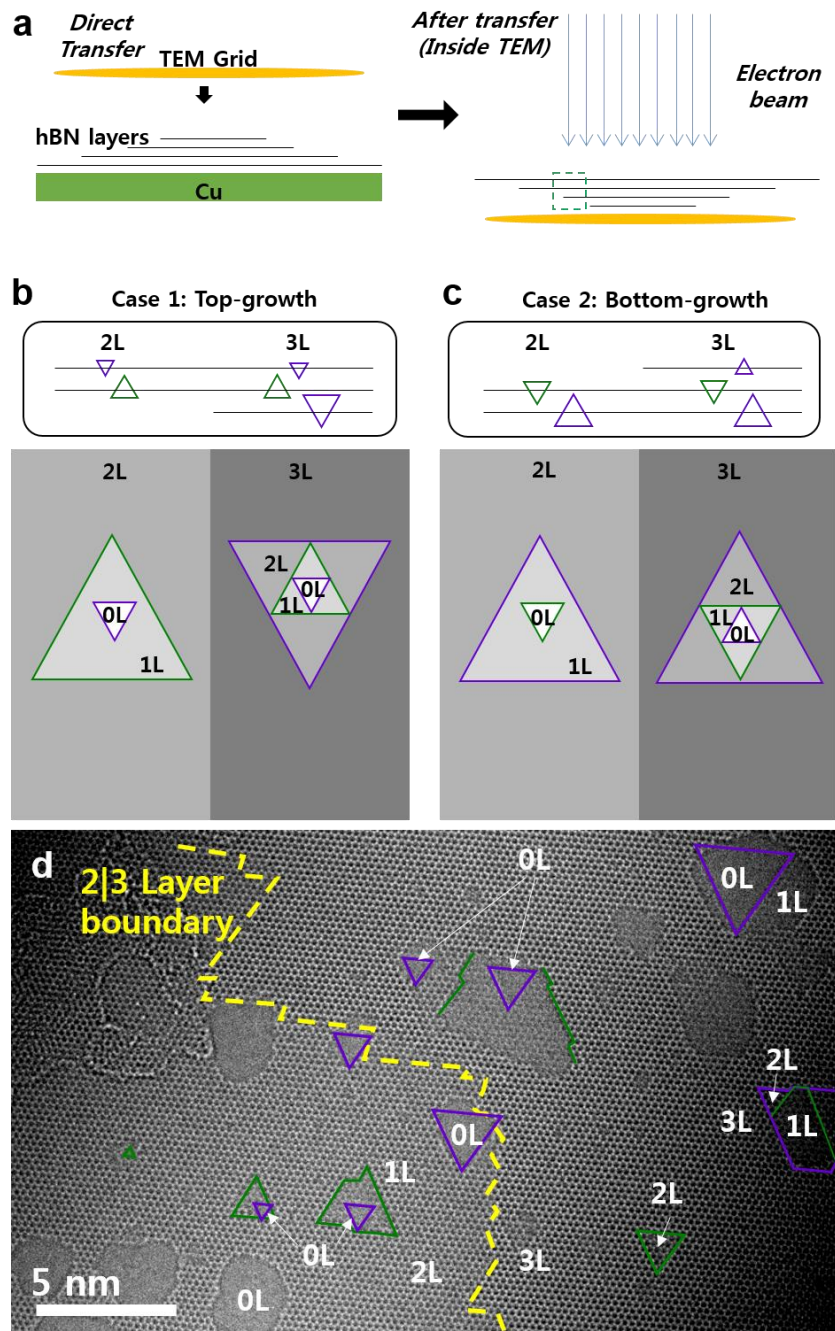 a
Direct
Transfer
TEM Grid
hBN layers
Cu
After transfer
(Inside TEM)
Electron
beam
b
Case 1: Top-growth
2L
3L
2L
3L
0L
1L
2L
0L
1L
c
Case 2: Bottom-growth
2L
3L
2L
3L
0L
1L
2L
1L
0L
d
2|3 Layer
boundary
0L
0L
1L
2L
3L
1L
0L
1L
2L
0L
2L
3L
0L
5 nm